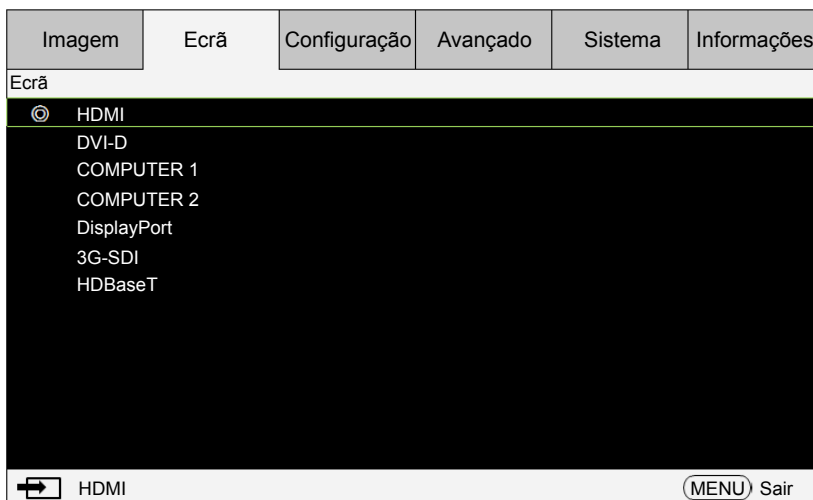 Imagem Ecrã Configuração Avançado Sistema Informações
Ecrã
HDMI
DVI-D
COMPUTER 1
COMPUTER 2
DisplayPort
3G-SDI
HDBaseT
HDMI MENU Sair